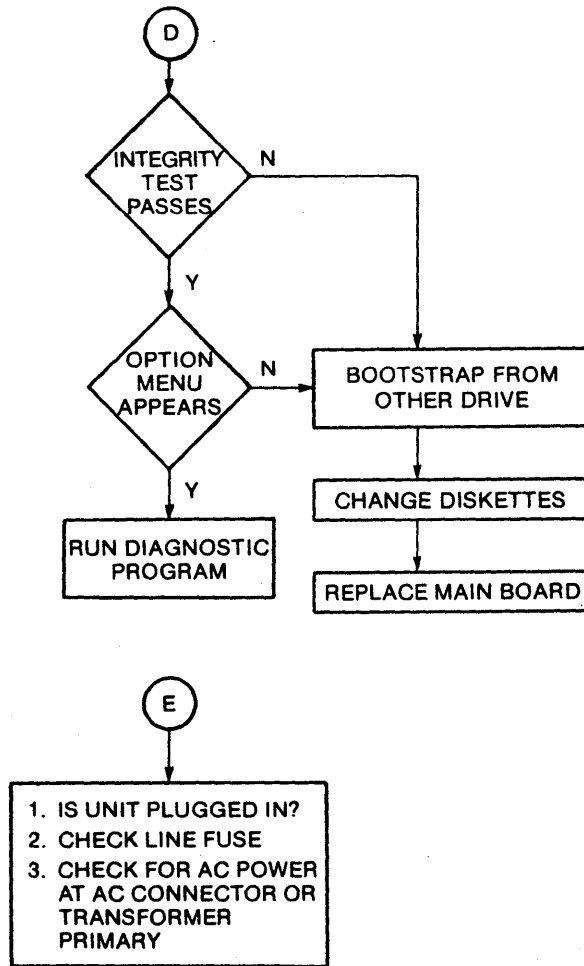 D
INTEGRITY
TEST
PASSES
N
Y
OPTION
MENU
APPEARS
N
BOOTSTRAP FROM
OTHER DRIVE
Y
CHANGE DISKETTES
RUN DIAGNOSTIC
PROGRAM
REPLACE MAIN BOARD
E
1. IS UNIT PLUGGED IN?
2. CHECK LINE FUSE
3. CHECK FOR AC POWER
AT AC CONNECTOR OR
TRANSFORMER
PRIMARY